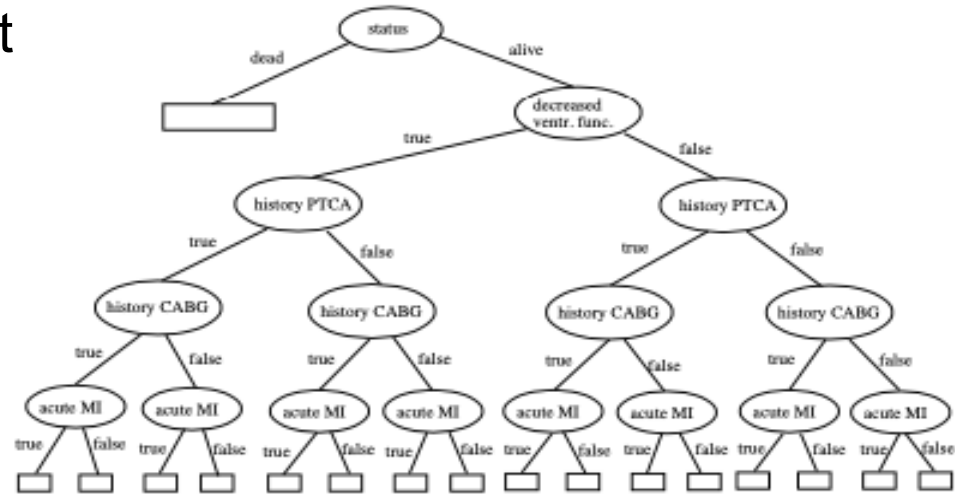 t
status
dead
alive
decreased
ventr. func.
true
false
history PTCA
history PTCA
true
false
true
false
history CABG
history CABG
history CABG
history CABG
true
false
true
false
true
false
true
false
acute MI
acute MI
acute MI
acute MI
acute MI
acute MI
acute MI
acute MI
true
false
true
false
true
false
true
false
true
false
true
false
true
false
true
false